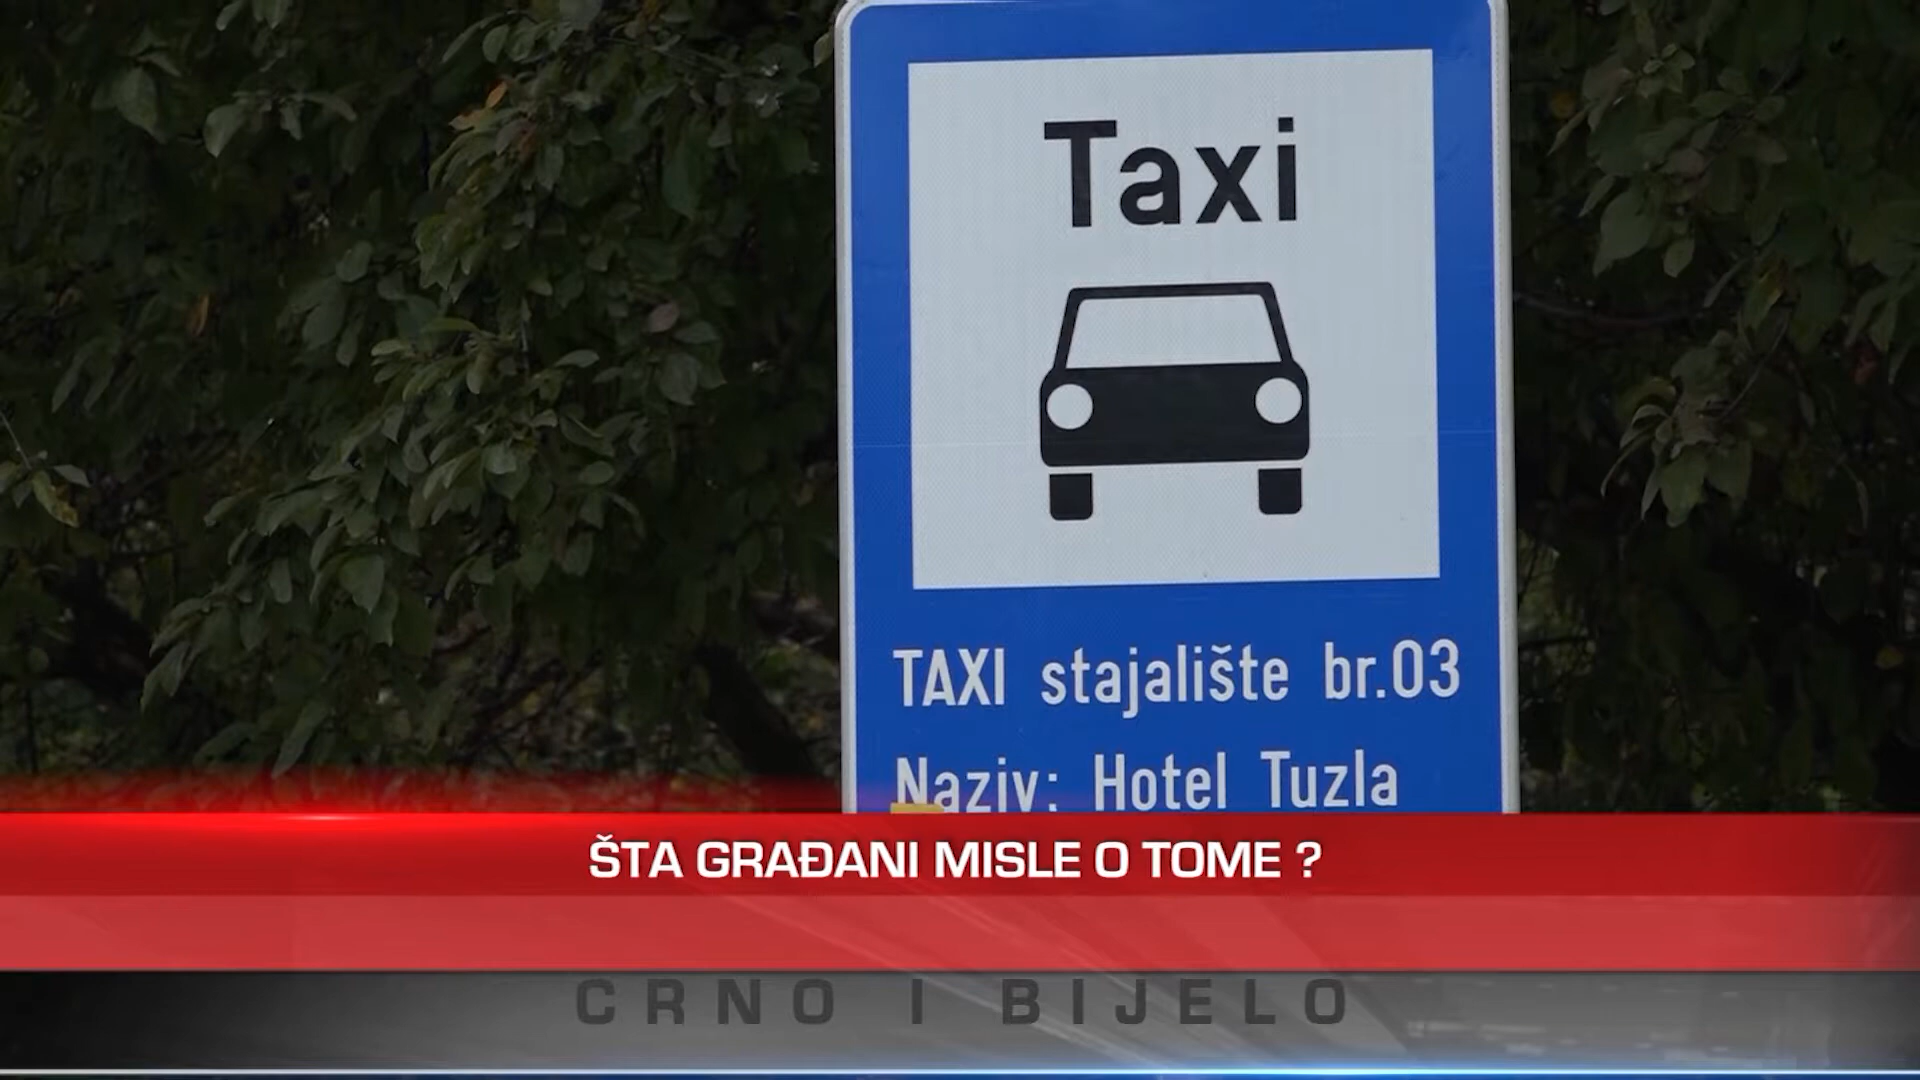 Taxi
TAXI stajalište br.03
Naziv: Hotel Tuzla
ŠTA GRAĐANI MISLE O TOME ?
CRNO I BIJELO